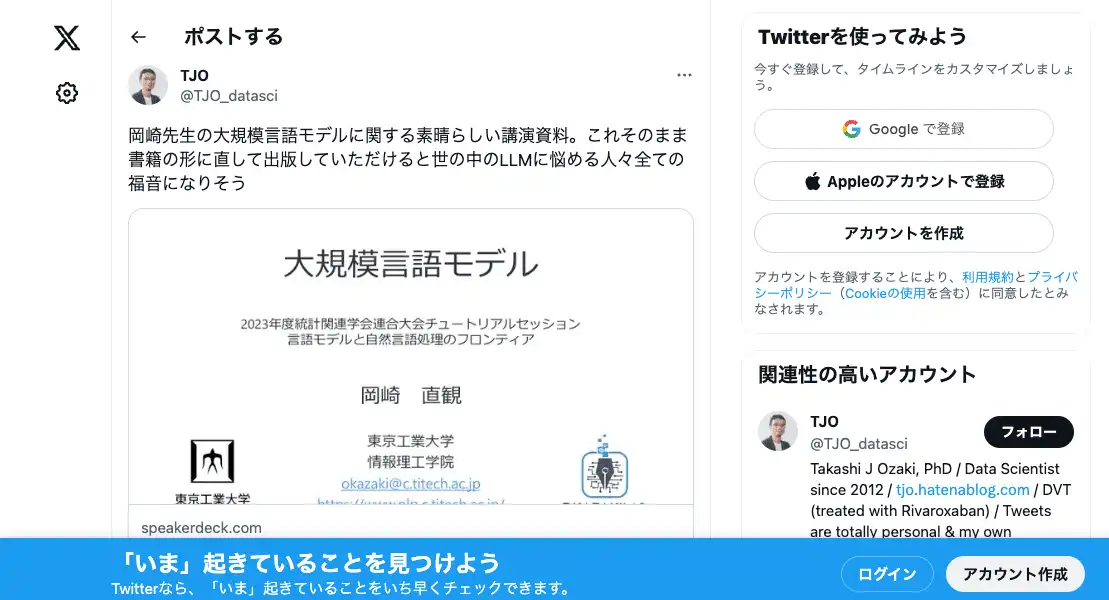 ポストする
TJO
@TJO_datasci
岡崎先生の大規模言語モデルに関する素晴らしい講演資料。これそのまま
書籍の形に直して出版していただけると世の中のLLMに悩める人々全ての
福音になりそう
大規模言語モデル
2023年度統計関連学会連合大会チュートリアルセッション
言語モデルと自然言語処理のフロンティア
岡崎 直観
東京工業大学
情報理工学院
okazaki@c.titech.ac.jp
https://www.nlp.c.titech.ac.jp/
東京工業大学
speakerdeck.com
Twitterを使ってみよう
今すぐ登録して、タイムラインをカスタマイズしましょ
う。
Google で登録
Appleのアカウントで登録
アカウントを作成
アカウントを登録することにより、利用規約とプライバ
シーポリシー（Cookieの使用を含む）に同意したとみ
なされます。
関連性の高いアカウント
TJO
@TJO_datasci
フォロー
Takashi J Ozaki, PhD / Data Scientist
since 2012 / tjo.hatenablog.com / DVT
(treated with Rivaroxaban) / Tweets
are totally personal & my own
「いま」起きていることを見つけよう
Twitterなら、「いま」起きていることをいち早くチェックできます。
ログイン
アカウント作成